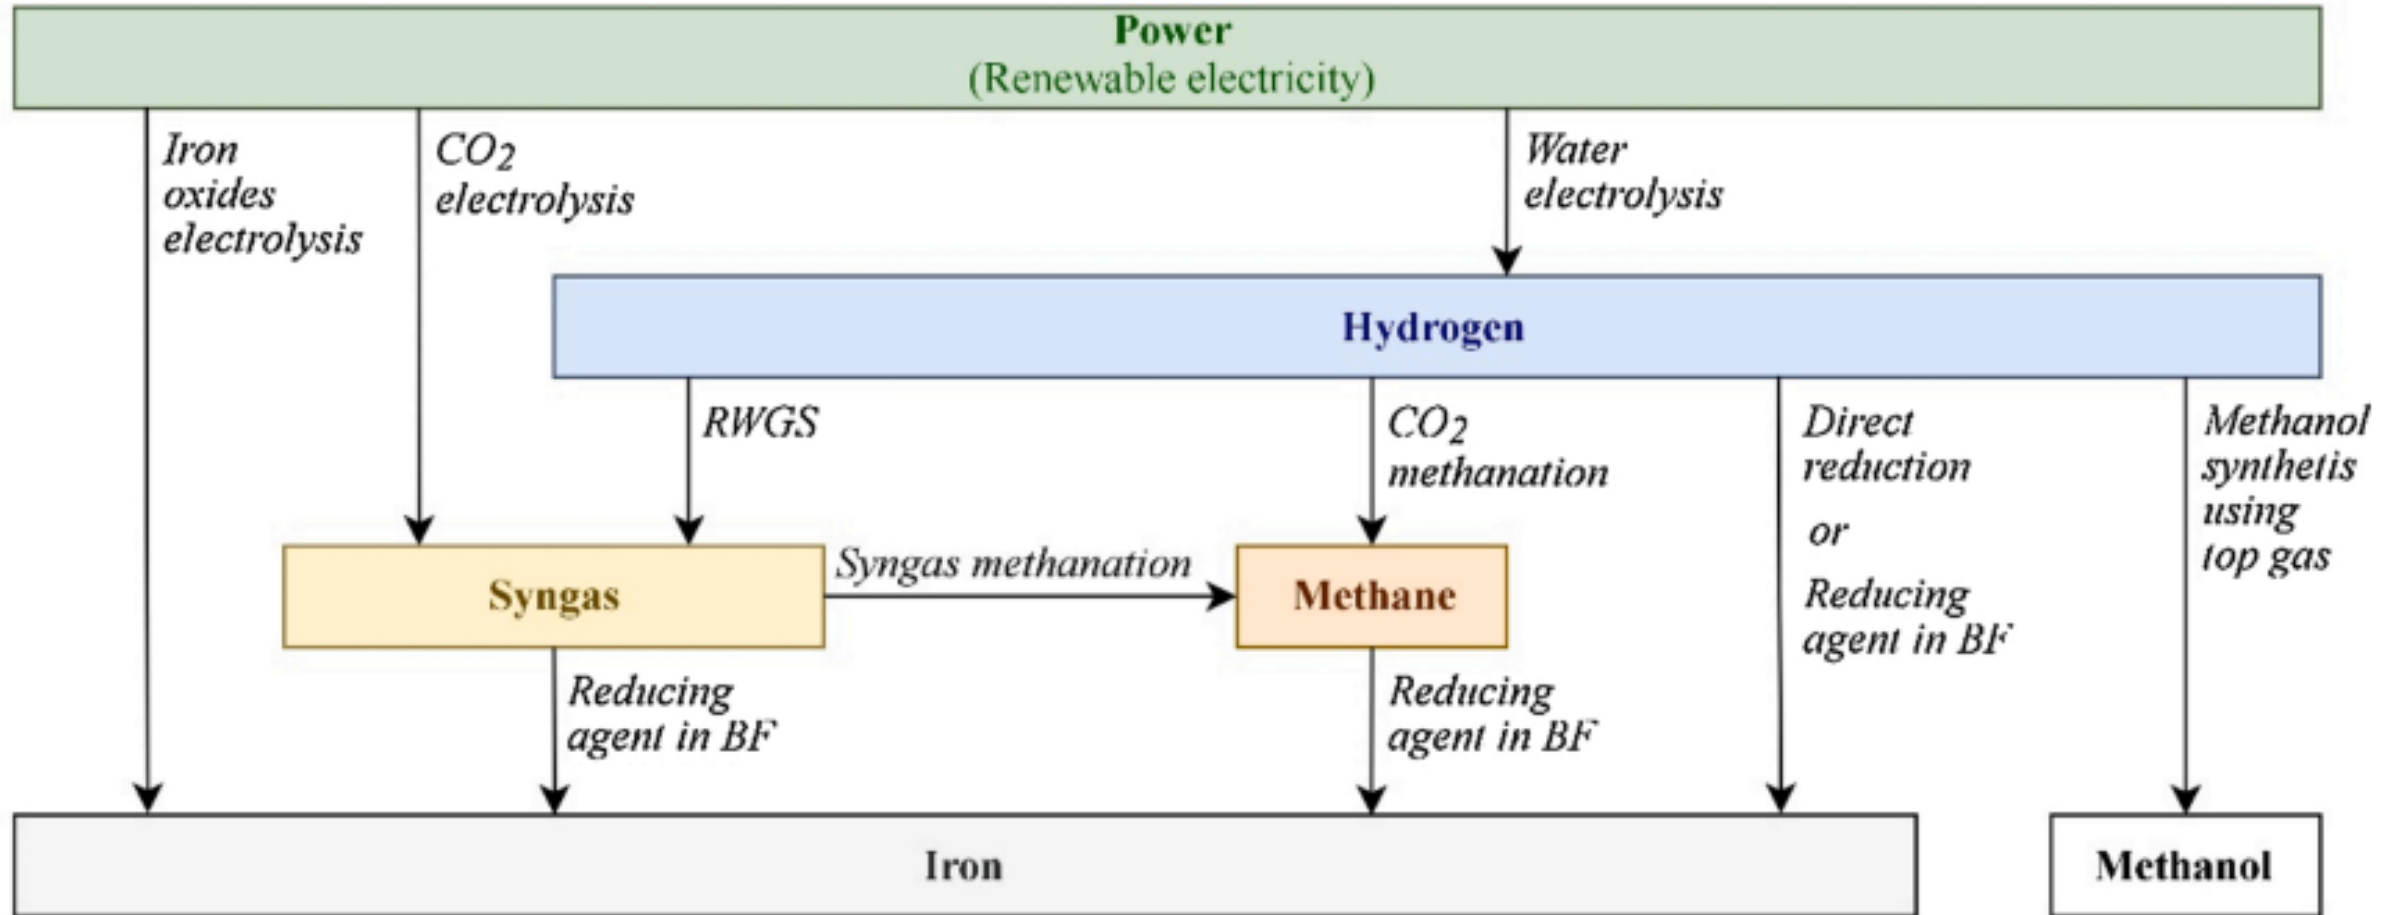 Power
(Renewable electricity)
Iron
oxides
electrolysis
CO2
electrolysis
Water
electrolysis
Hydrogen
RWGS
CO2
methanation
Direct
reduction
or
Reducing
agent in BF
Methanol
synthetis
using
top gas
Syngas
Syngas methanation
Methane
Reducing
agent in BF
Reducing
agent in BF
Iron
Methanol